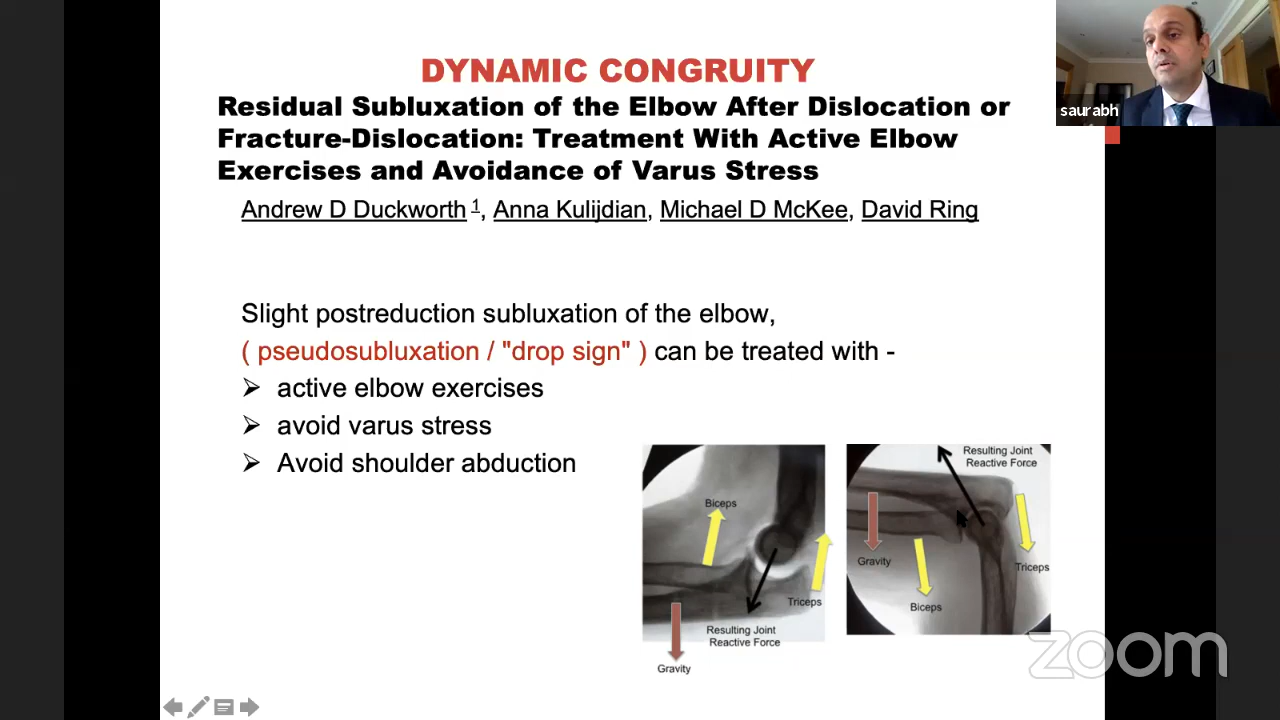 DYNAMIC CONGRUITY
Residual Subluxation of the Elbow After Dislocation or
Fracture-Dislocation: Treatment With Active Elbow
Exercises and Avoidance of Varus Stress
Andrew D Duckworth 1, Anna Kulijdian, Michael D McKee, David Ring
saurabh
Slight postreduction subluxation of the elbow,
( pseudosubluxation / "drop sign" ) can be treated with -
➢ active elbow exercises
➢ avoid varus stress
➢ Avoid shoulder abduction
Biceps
Triceps
Resulting Joint
Reactive Force
Gravity
Resulting Joint
Reactive Force
Gravity
Triceps
Biceps
zoom